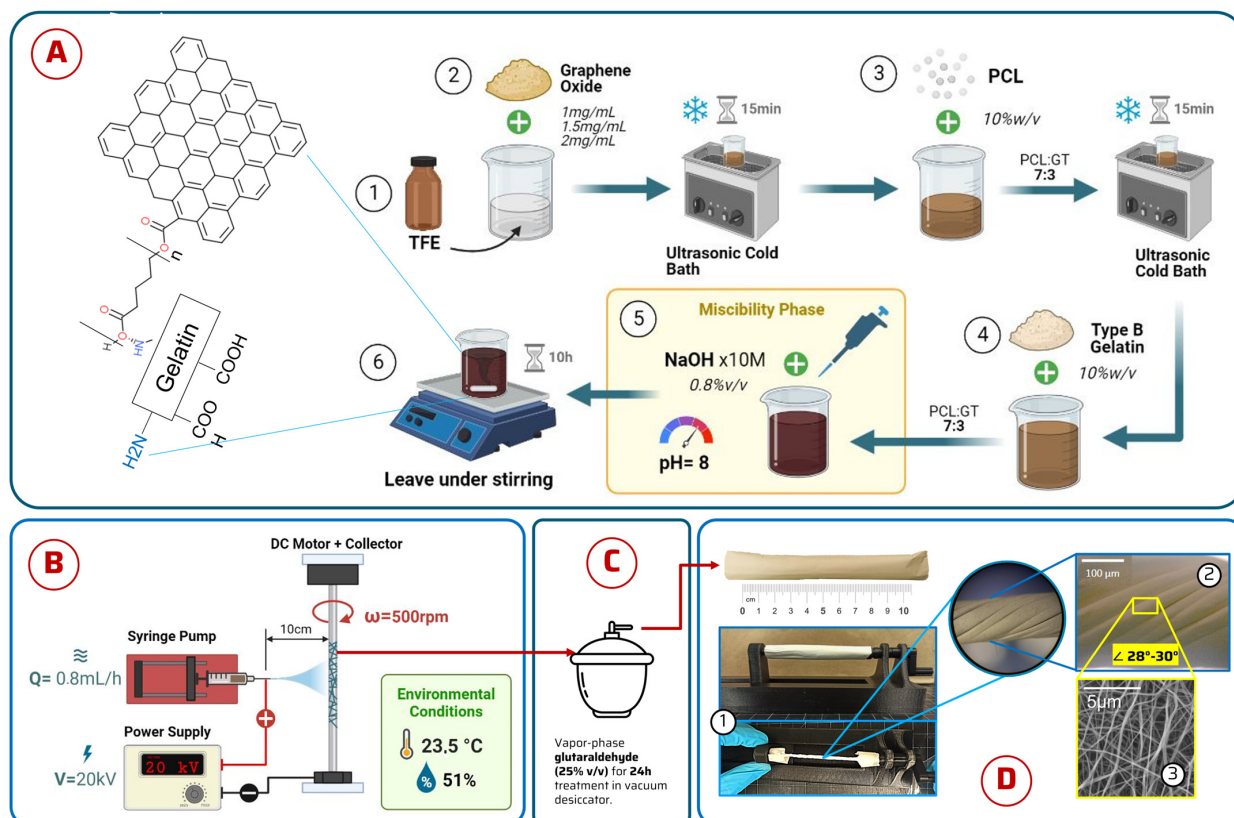 A
1
TFE
2
Graphene
Oxide
1mg/mL
1.5mg/mL
2mg/mL
15min
Ultrasonic Cold
Bath
3
PCL
10%w/v
PCL:GT
7:3
15min
Ultrasonic
Cold Bath
4
Type B
Gelatin
10%w/v
PCL:GT
7:3
5
Miscibility Phase
NaOH x10M
0.8%v/v
pH= 8
6
10h
Leave under stirring
O
O
n
O
O
H
HN
Gelatin
COOH
COO
H
H2N
B
DC Motor + Collector
ω=500rpm
10cm
Syringe Pump
Q= 0.8mL/h
Power Supply
20 kV
V=20kV
Environmental
Conditions
23,5 °C
%
51%
C
Vapor-phase
glutaraldehyde
(25% v/v) for 24h
treatment in vacuum
desiccator.
cm
0 1 2 3 4 5 6 7 8 9 10
1
100 µm
2
∠ 28°-30°
5µm
3
D